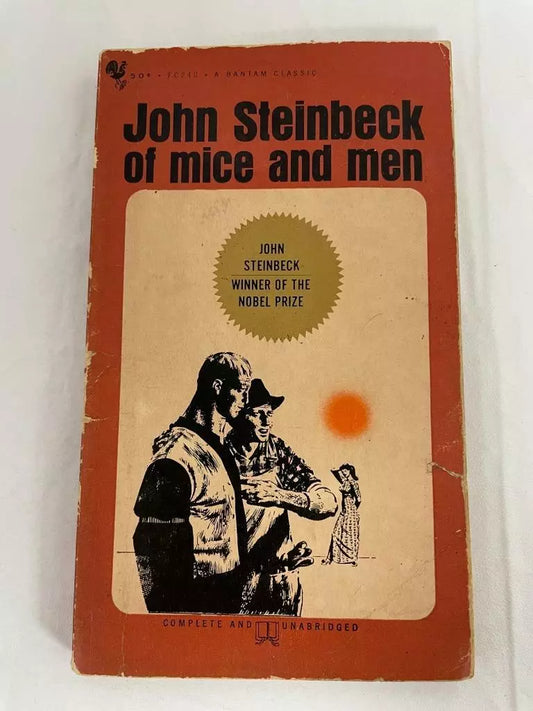 50¢ • FC240 • A BANTAM CLASSIC
John Steinbeck
of mice and men
JOHN
STEINBECK
WINNER OF THE
NOBEL PRIZE
COMPLETE AND UNABRIDGED